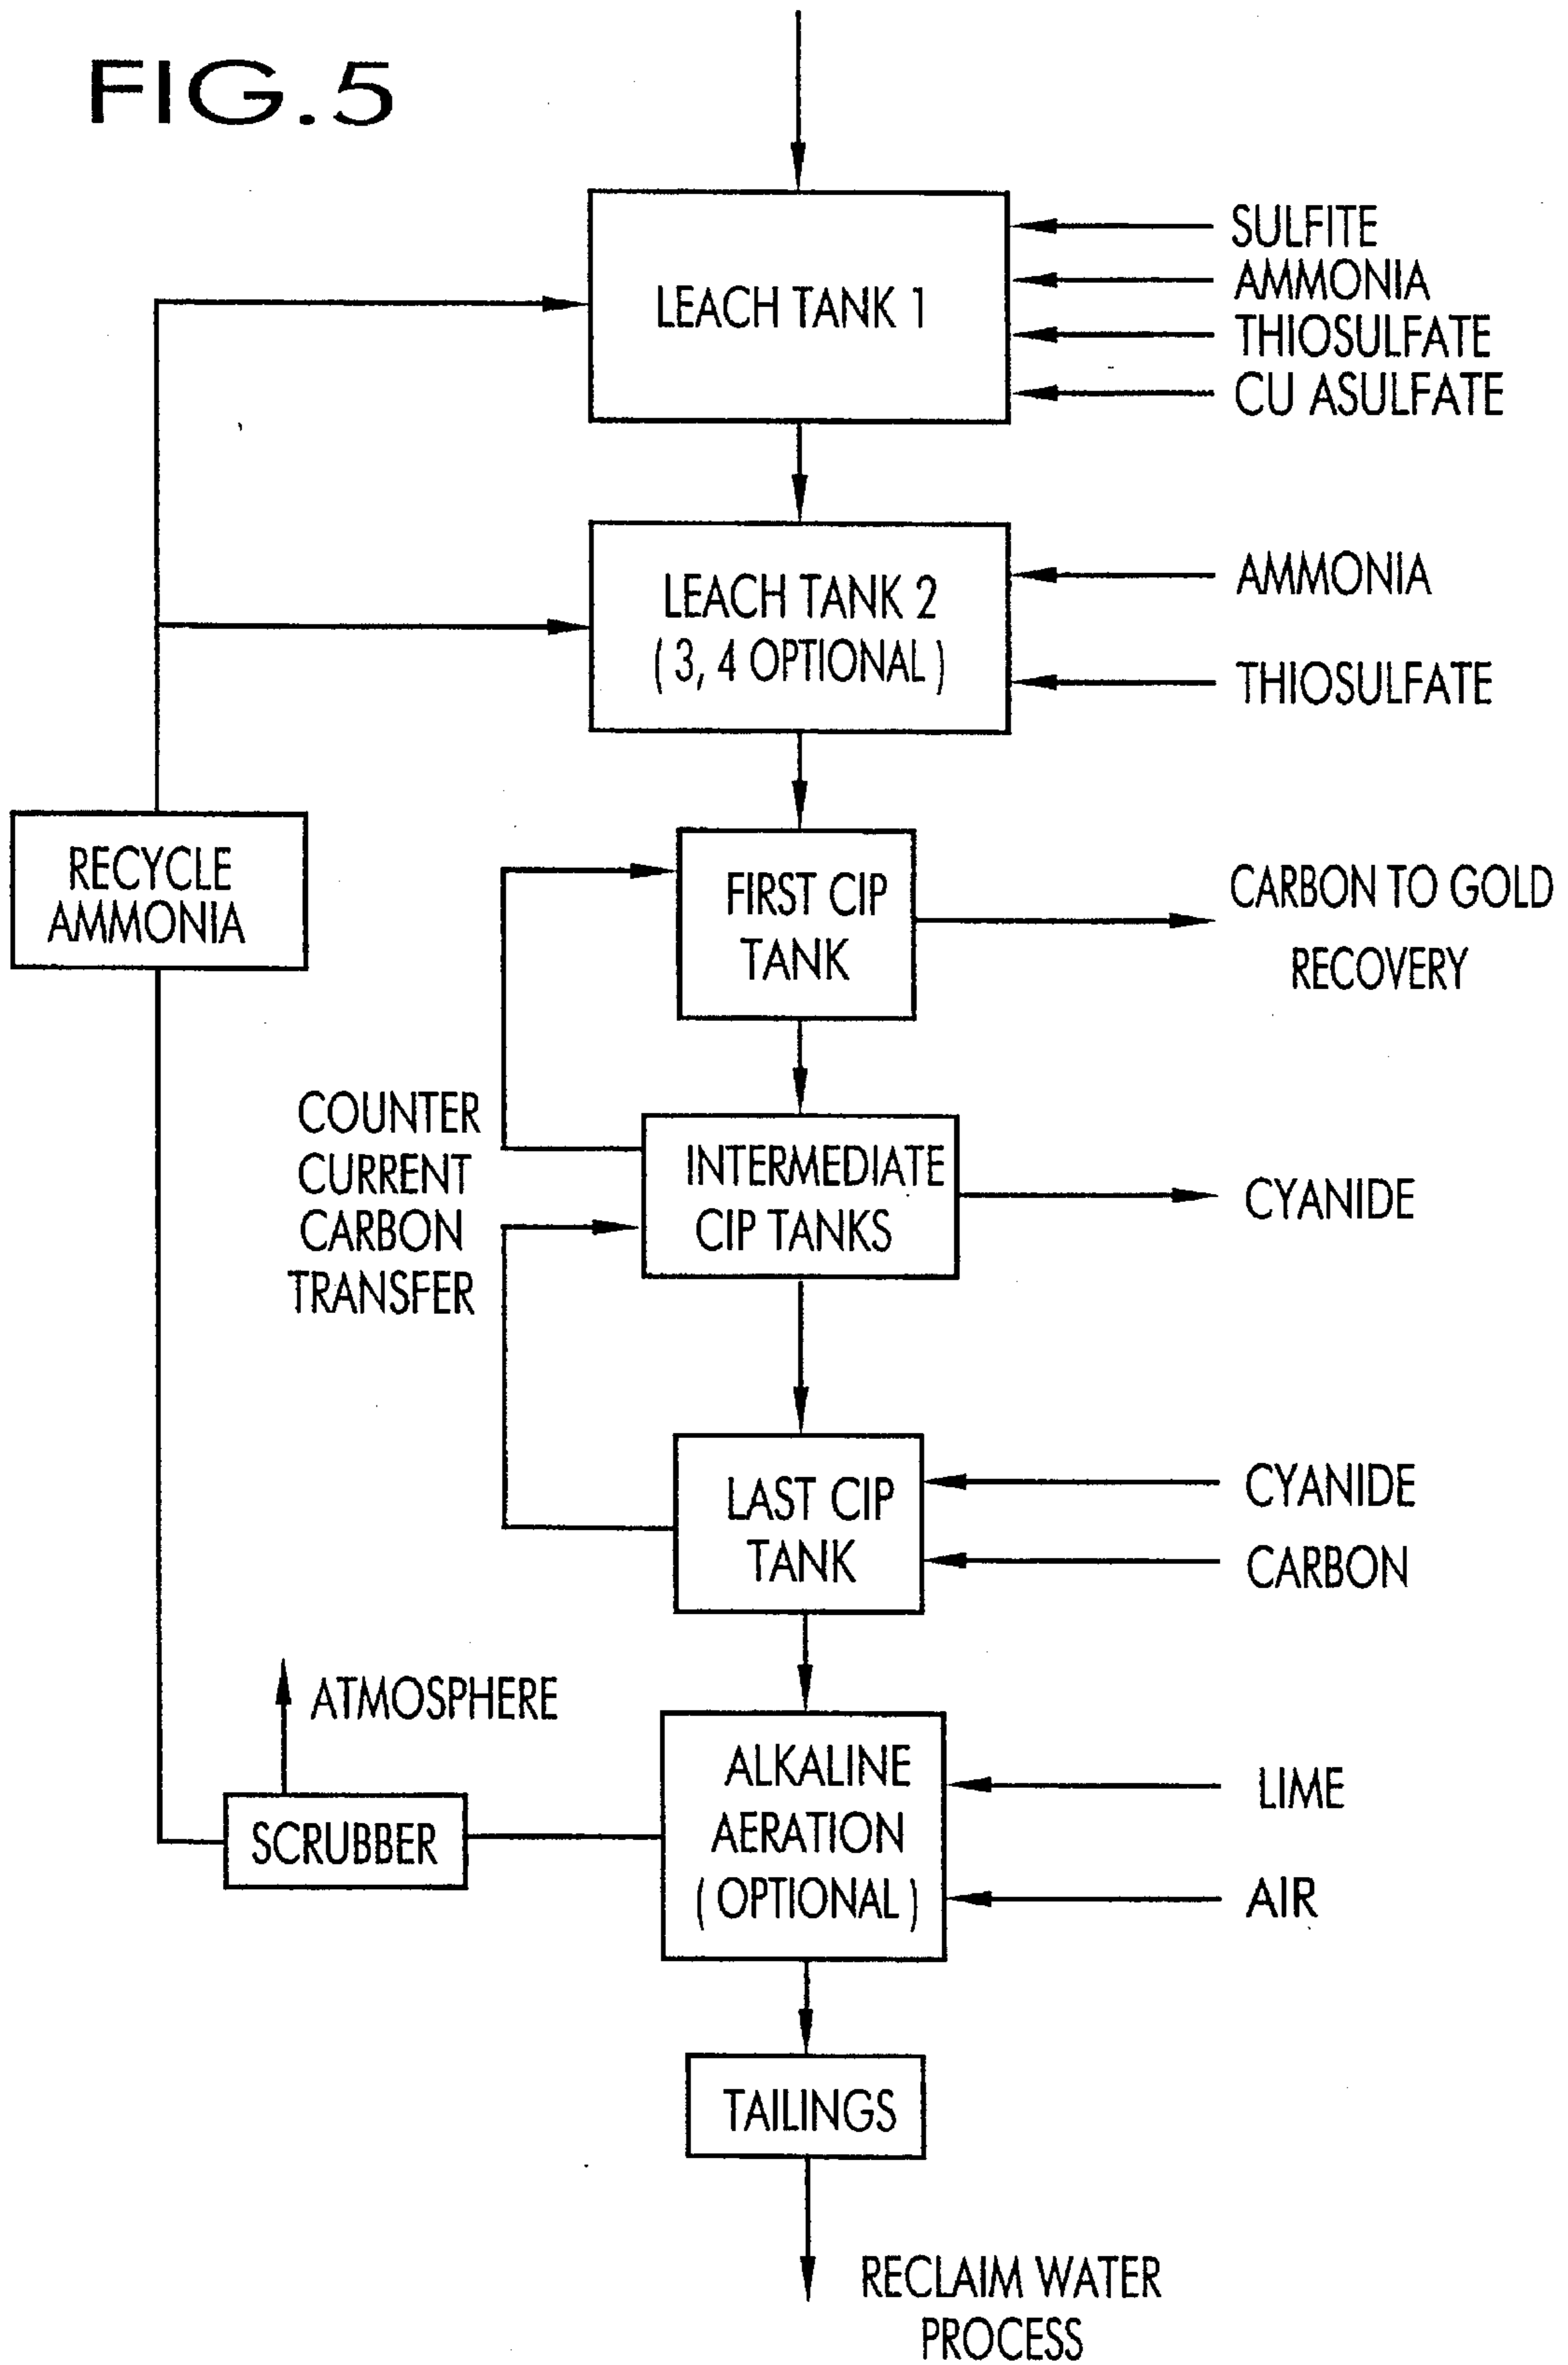 FIG.5
LEACH TANK 1
SULFITE
AMMONIA
THIOSULFATE
CU ASULFATE
LEACH TANK 2
( 3, 4 OPTIONAL )
AMMONIA
THIOSULFATE
RECYCLE
AMMONIA
FIRST CIP
TANK
CARBON TO GOLD
RECOVERY
COUNTER
CURRENT
CARBON
TRANSFER
INTERMEDIATE
CIP TANKS
CYANIDE
LAST CIP
TANK
CYANIDE
CARBON
ATMOSPHERE
SCRUBBER
ALKALINE
AERATION
( OPTIONAL )
LIME
AIR
TAILINGS
RECLAIM WATER
PROCESS